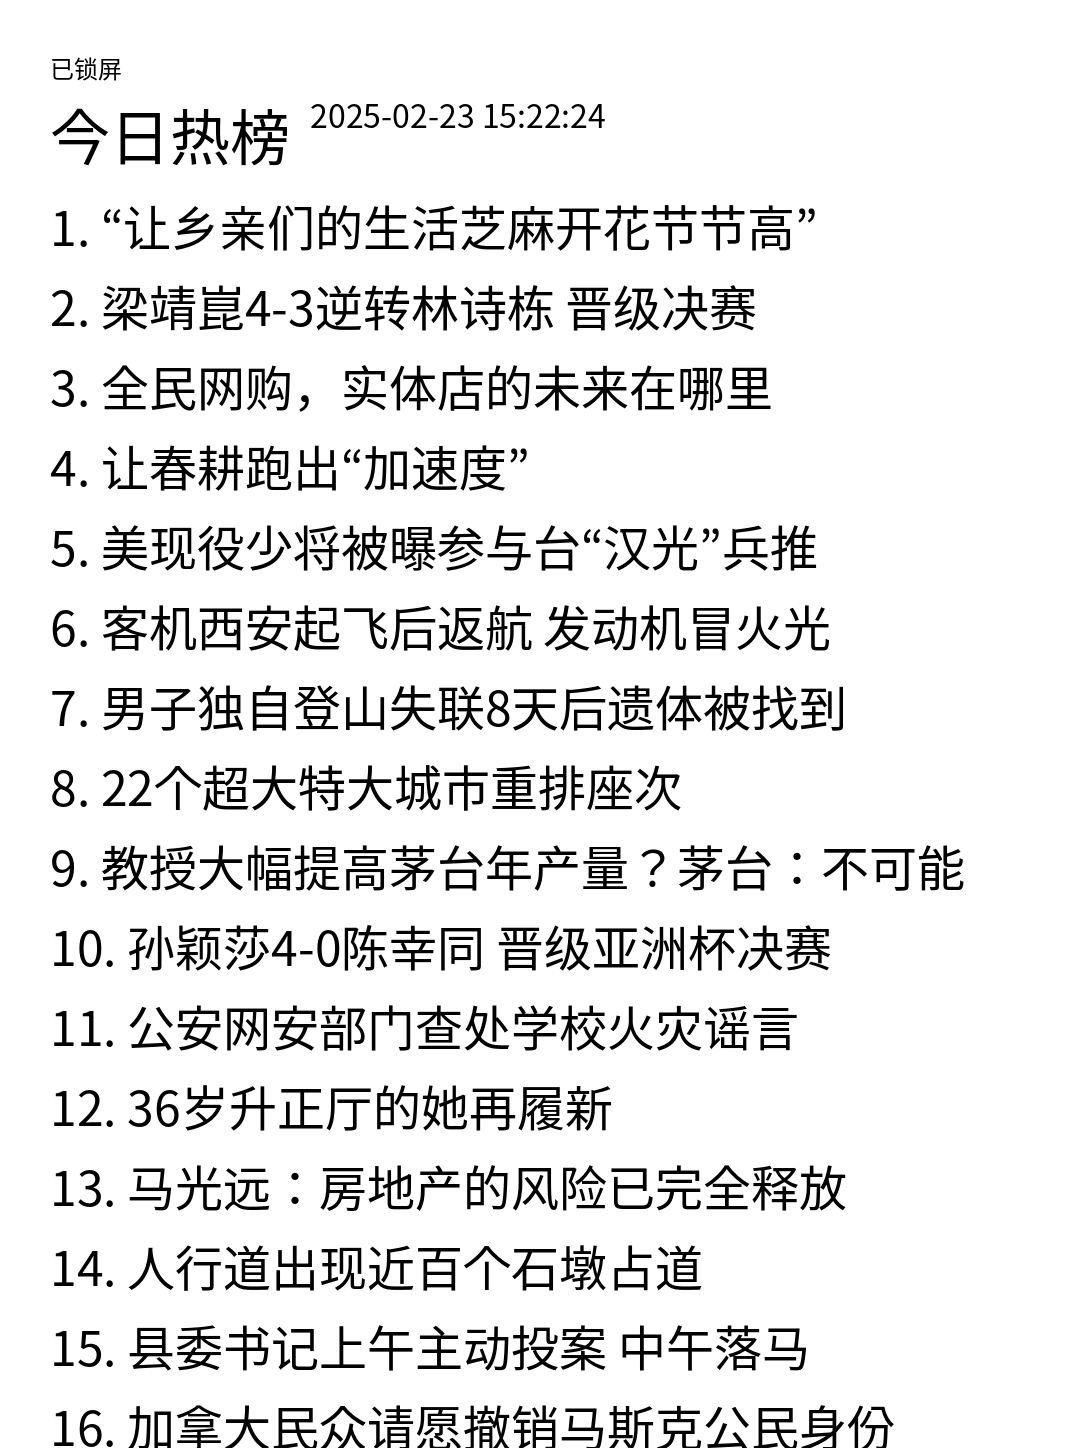 已锁屏
今日热榜 2025-02-23 15:22:24
1. “让乡亲们的生活芝麻开花节节高”
2. 梁靖崑4-3逆转林诗栋 晋级决赛
3. 全民网购，实体店的未来在哪里
4. 让春耕跑出“加速度”
5. 美现役少将被曝参与台“汉光”兵推
6. 客机西安起飞后返航 发动机冒火光
7. 男子独自登山失联8天后遗体被找到
8. 22个超大特大城市重排座次
9. 教授大幅提高茅台年产量？茅台：不可能
10. 孙颖莎4-0陈幸同 晋级亚洲杯决赛
11. 公安网安部门查处学校火灾谣言
12. 36岁升正厅的她再履新
13. 马光远：房地产的风险已完全释放
14. 人行道出现近百个石墩占道
15. 县委书记上午主动投案 中午落马
16. 加拿大民众请愿撤销马斯克公民身份